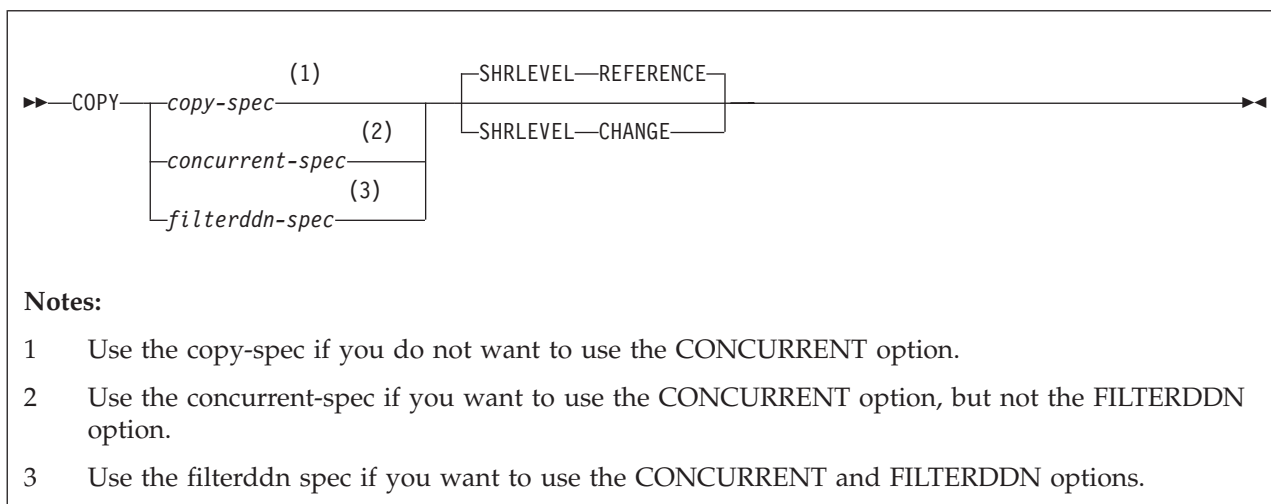 (1) SHRLEVEL REFERENCE
COPY copy-spec
(2) SHRLEVEL CHANGE
concurrent-spec
(3)
filterddn-spec
Notes:
1 Use the copy-spec if you do not want to use the CONCURRENT option.
2 Use the concurrent-spec if you want to use the CONCURRENT option, but not the FILTERDDN
option.
3 Use the filterddn spec if you want to use the CONCURRENT and FILTERDDN options.